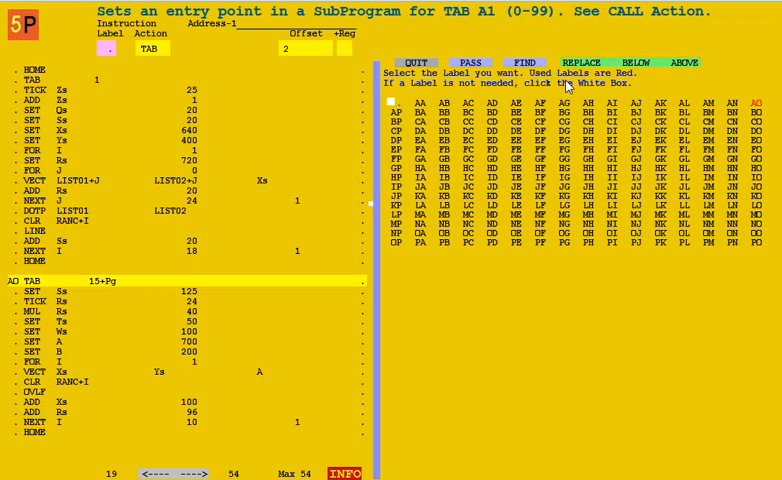 5P
Sets an entry point in a SubProgram for TAB A1 (0-99). See CALL Action.
Instruction Address-1
Label Action Offset +Reg
. TAB 2
QUIT PASS FIND REPLACE BELOW ABOVE
Select the Label you want. Used Labels are Red.
If a Label is not needed, click the White Box.
. HOME .
. TAB 1
. TICK Zs 25
. ADD Zs 1
. SET Qs 20
. SET Ss 20
. SET Xs 640
. SET Ys 400
. FOR I 1
. SET Rs 720
. FOR J 0
. VECT LIST01+J LIST02+J Xs
. ADD Rs 20
. NEXT J 24 1 .
. DOTP LIST01 LIST02 .
. CLR RANC+I .
. LINE .
. ADD Ss 20 .
. NEXT I 18 1 .
. HOME .
AO TAB 15+Pg .
. SET Ss 125 .
. TICK Rs 24 .
. MUL Rs 40 .
. SET Ts 50 .
. SET Ws 100 .
. SET A 700 .
. SET B 200 .
. FOR I 1 .
. VECT Xs Ys A .
. CLR RANC+I .
. OVLF .
. ADD Xs 100 .
. ADD Rs 96 .
. NEXT I 10 1 .
. HOME .
19 <---- ----> 54 Max 54 INFO
. AA AB AC AD AE AF AG AH AI AJ AK AL AM AN AO
AP BA BB BC BD BE BF BG BH BI BJ BK BL BM BN BO
BP CA CB CC CD CE CF CG CH CI CJ CK CL CM CN CO
CP DA DB DC DD DE DF DG DH DI DJ DK DL DM DN DO
DP EA EB EC ED EE EF EG EH EI EJ EK EL EM EN EO
EP FA FB FC FD FE FF FG FH FI FJ FK FL FM FN FO
FP GA GB GC GD GE GF GG GH GI GJ GK GL GM GN GO
GP HA HB HC HD HE HF HG HH HI HJ HK HL HM HN HO
HP IA IB IC ID IE IF IG IH II IJ IK IL IM IN IO
IP JA JB JC JD JE JF JG JH JI JJ JK JL JM JN JO
JP KA KB KC KD KE KF KG KH KI KJ KK KL KM KN KO
KP LA LB LC LD LE LF LG LH LI LJ LK LL LM LN LO
LP MA MB MC MD ME MF MG MH MI MJ MK ML MM MN MO
MP NA NB NC ND NE NF NG NH NI NJ NK NL NM NN NO
NP OA OB OC OD OE OF OG OH OI OJ OK OL OM ON OO
OP PA PB PC PD PE PF PG PH PI PJ PK PL PM PN PO